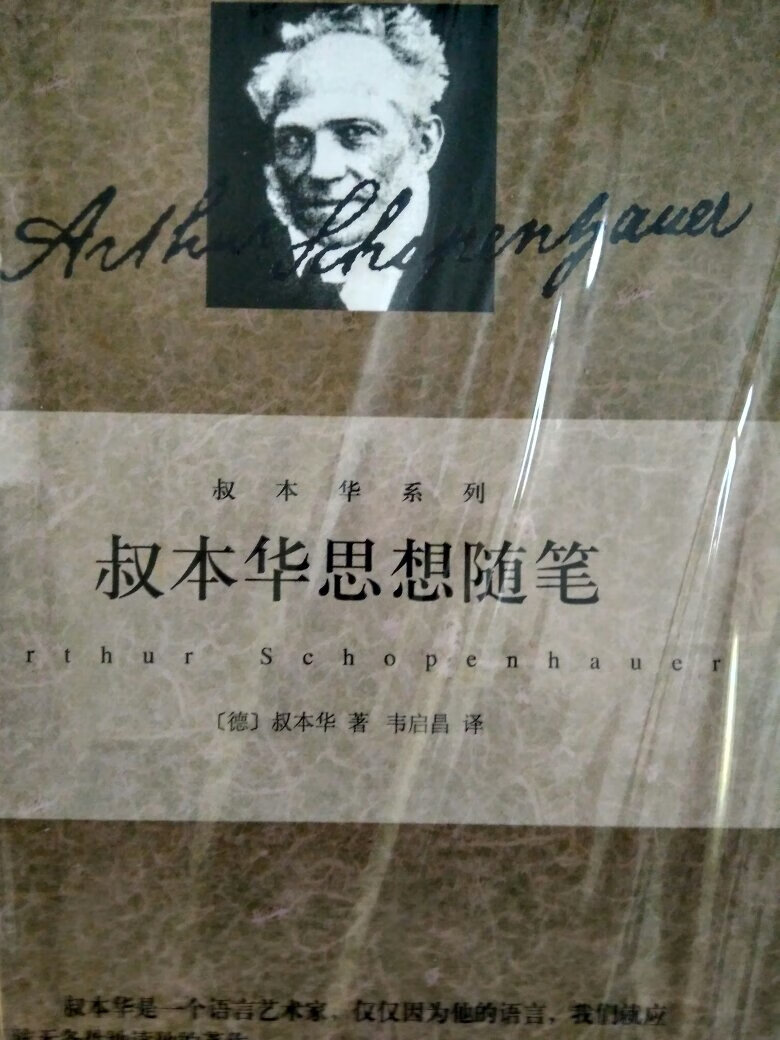 Arthur Schopenhauer
叔本华系列
叔本华思想随笔
rthur Schopenhauer
〔德〕叔本华 著 韦启昌 译
叔本华是一个语言艺术家，仅仅因为他的语言，我们就应